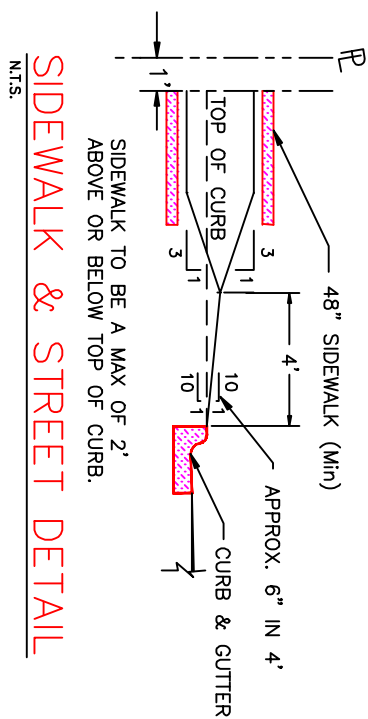 PL
1'
48" SIDEWALK (Min)
4'
APPROX. 6" IN 4'
TOP OF CURB
3
1
3
1
10
1
10
1
CURB & GUTTER
SIDEWALK TO BE A MAX OF 2'
ABOVE OR BELOW TOP OF CURB.
SIDEWALK & STREET DETAIL
N.T.S.